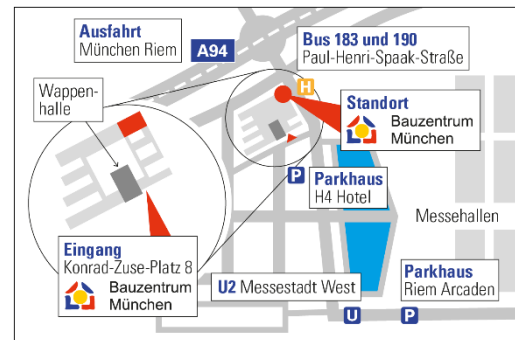 Ausfahrt
München Riem
A94
Bus 183 und 190
Paul-Henri-Spaak-Straße
H
Wappen-
halle
Standort
Bauzentrum
München
P
Parkhaus
H4 Hotel
Messehallen
Eingang
Konrad-Zuse-Platz 8
Bauzentrum
München
U2 Messestadt West
Parkhaus
Riem Arcaden
U
P